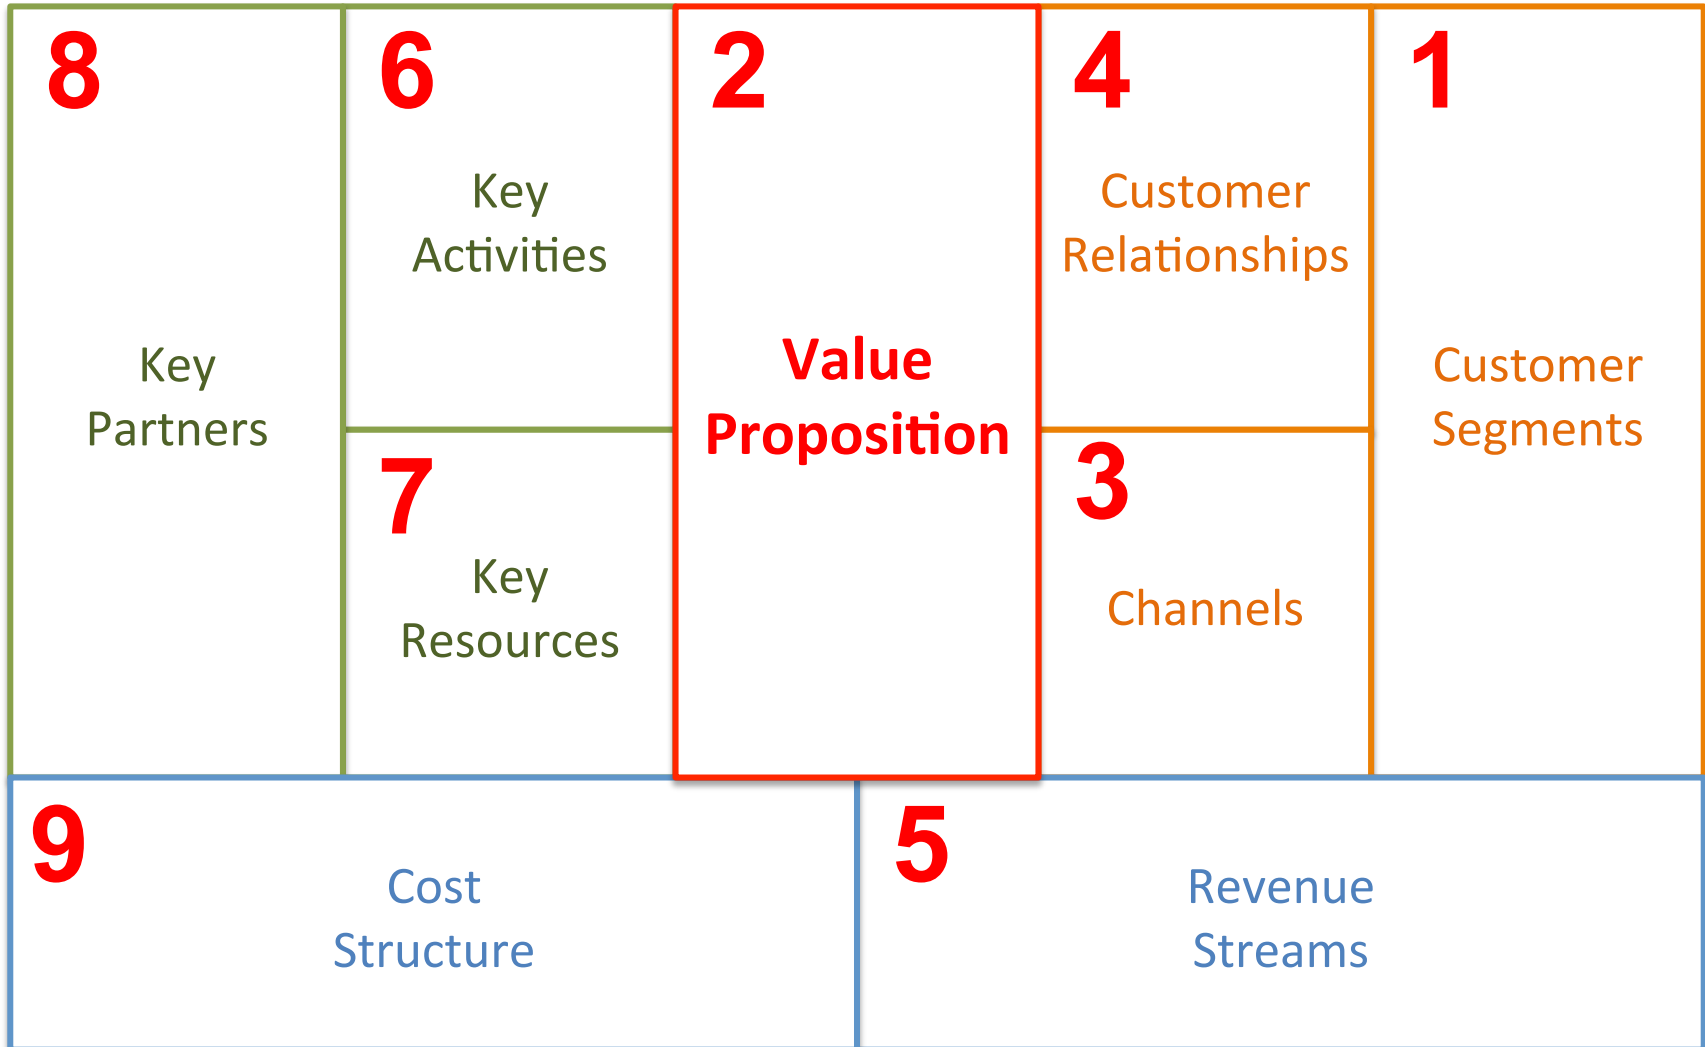 8
Key
Partners
6
Key
Activities
7
Key
Resources
2
Value
Proposition
4
Customer
Relationships
3
Channels
1
Customer
Segments
9
Cost
Structure
5
Revenue
Streams